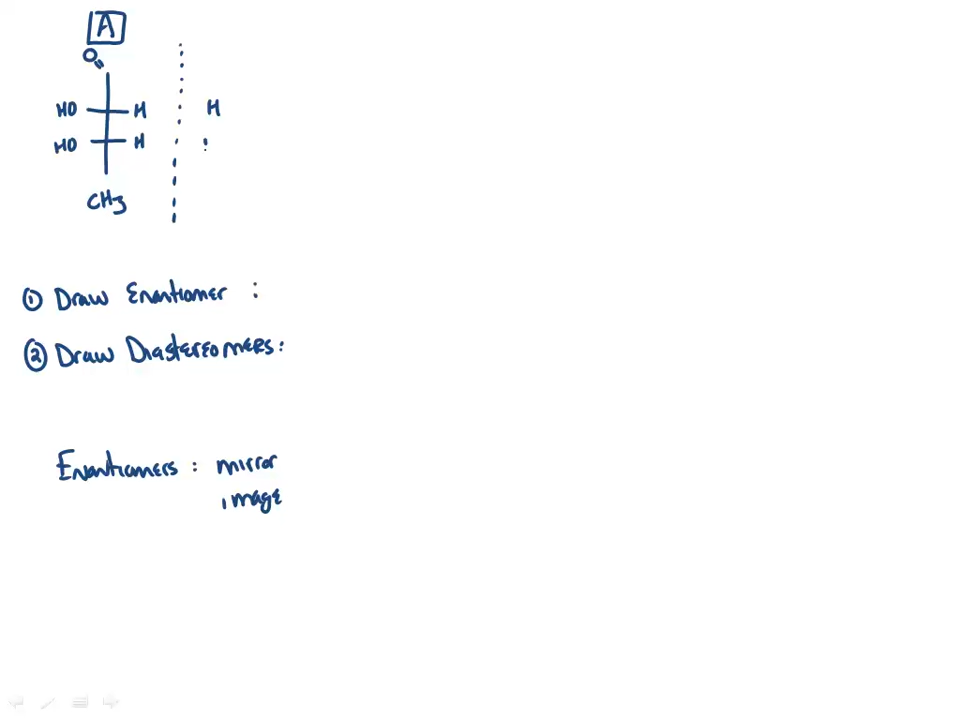 A
O
HO H H
HO H
CH3
① Draw Enantiomer :
② Draw Diastereomers:
Enantiomers : mirror
image